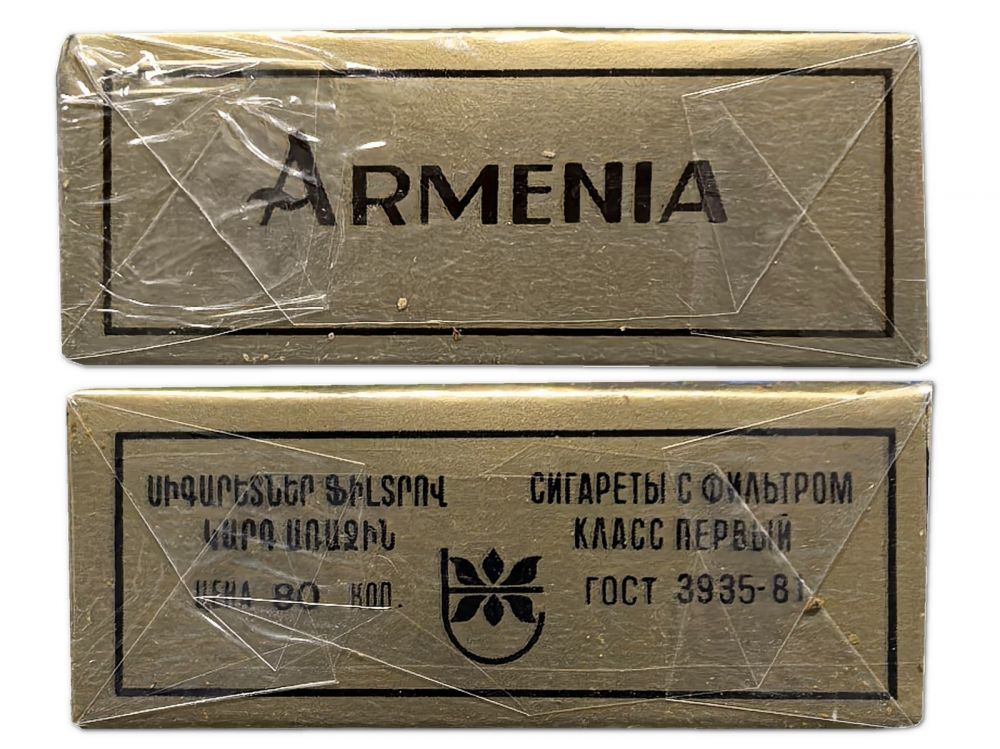 ARMENIA
ՍԻԳԱՐԵՏՆԵՐ ՖԻԼՏՐՈՎ
ԿԱՐԳ ԱՌԱՋԻՆ
ЦЕНА 80 КОП.
СИГАРЕТЫ С ФИЛЬТРОМ
КЛАСС ПЕРВЫЙ
ГОСТ 3935-81